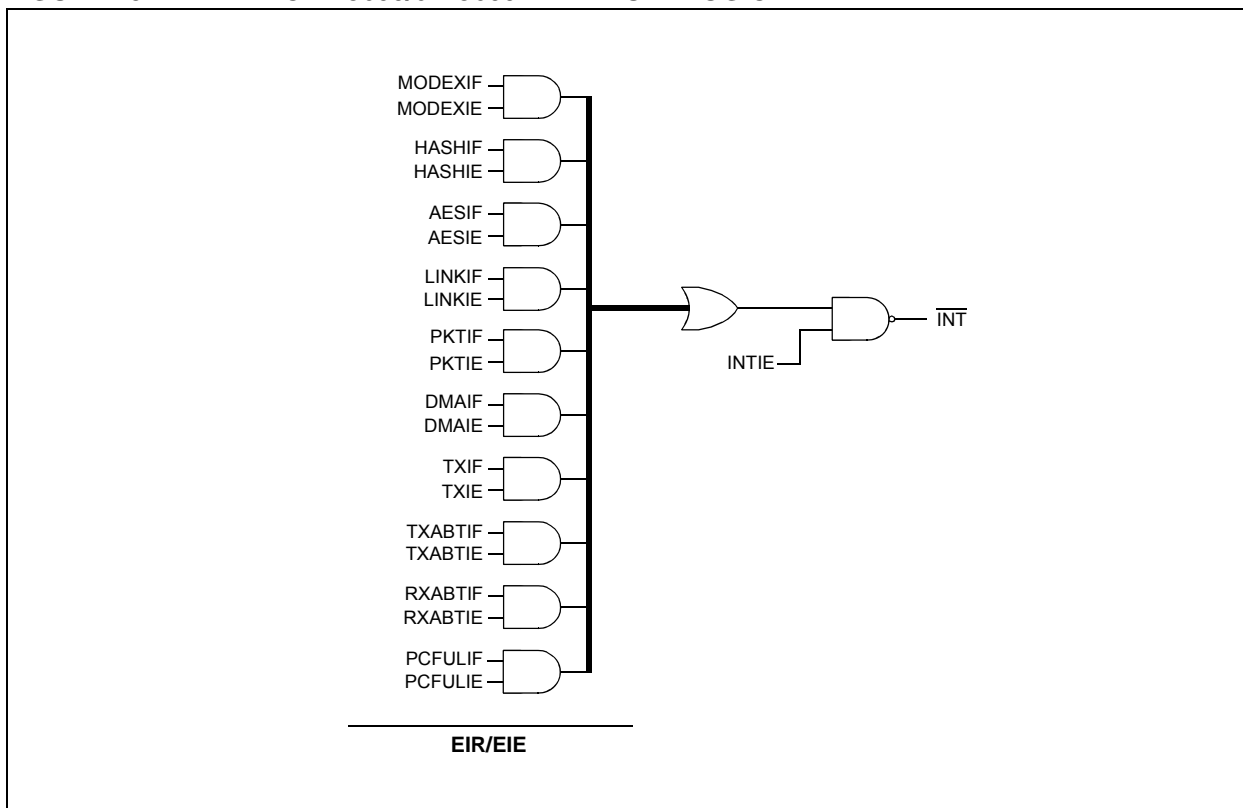 MODEXIF
MODEXIE
HASHIF
HASHIE
AESIF
AESIE
LINKIF
LINKIE
PKTIF
PKTIE
DMAIF
DMAIE
TXIF
TXIE
TXABTIF
TXABTIE
RXABTIF
RXABTIE
PCFULIF
PCFULIE
INTIE
INT
EIR/EIE